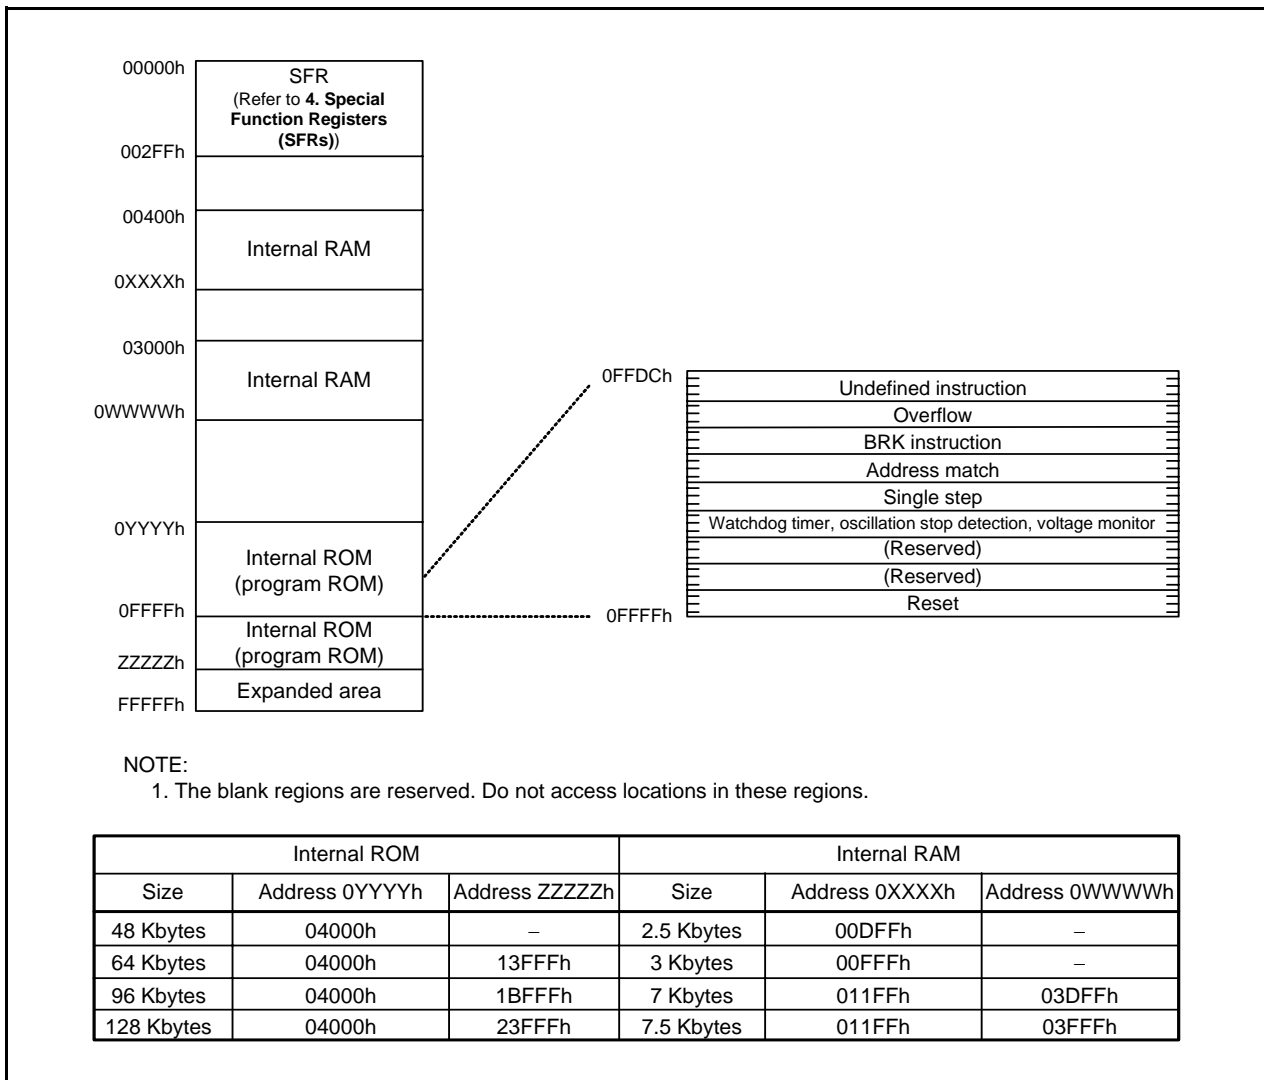 00000h
SFR
(Refer to 4. Special
Function Registers
(SFRs))
002FFh
00400h
Internal RAM
0XXXXh
03000h
Internal RAM
0WWWWh
0YYYYh
Internal ROM
(program ROM)
0FFFFh
Internal ROM
(program ROM)
ZZZZZh
Expanded area
FFFFFh
0FFDCh
Undefined instruction
Overflow
BRK instruction
Address match
Single step
Watchdog timer, oscillation stop detection, voltage monitor
(Reserved)
(Reserved)
Reset
0FFFFh
NOTE:
1. The blank regions are reserved. Do not access locations in these regions.
Internal ROM Internal RAM
Size Address 0YYYYh Address ZZZZZh Size Address 0XXXXh Address 0WWWWh
48 Kbytes 04000h − 2.5 Kbytes 00DFFh −
64 Kbytes 04000h 13FFFh 3 Kbytes 00FFFh −
96 Kbytes 04000h 1BFFFh 7 Kbytes 011FFh 03DFFh
128 Kbytes 04000h 23FFFh 7.5 Kbytes 011FFh 03FFFh